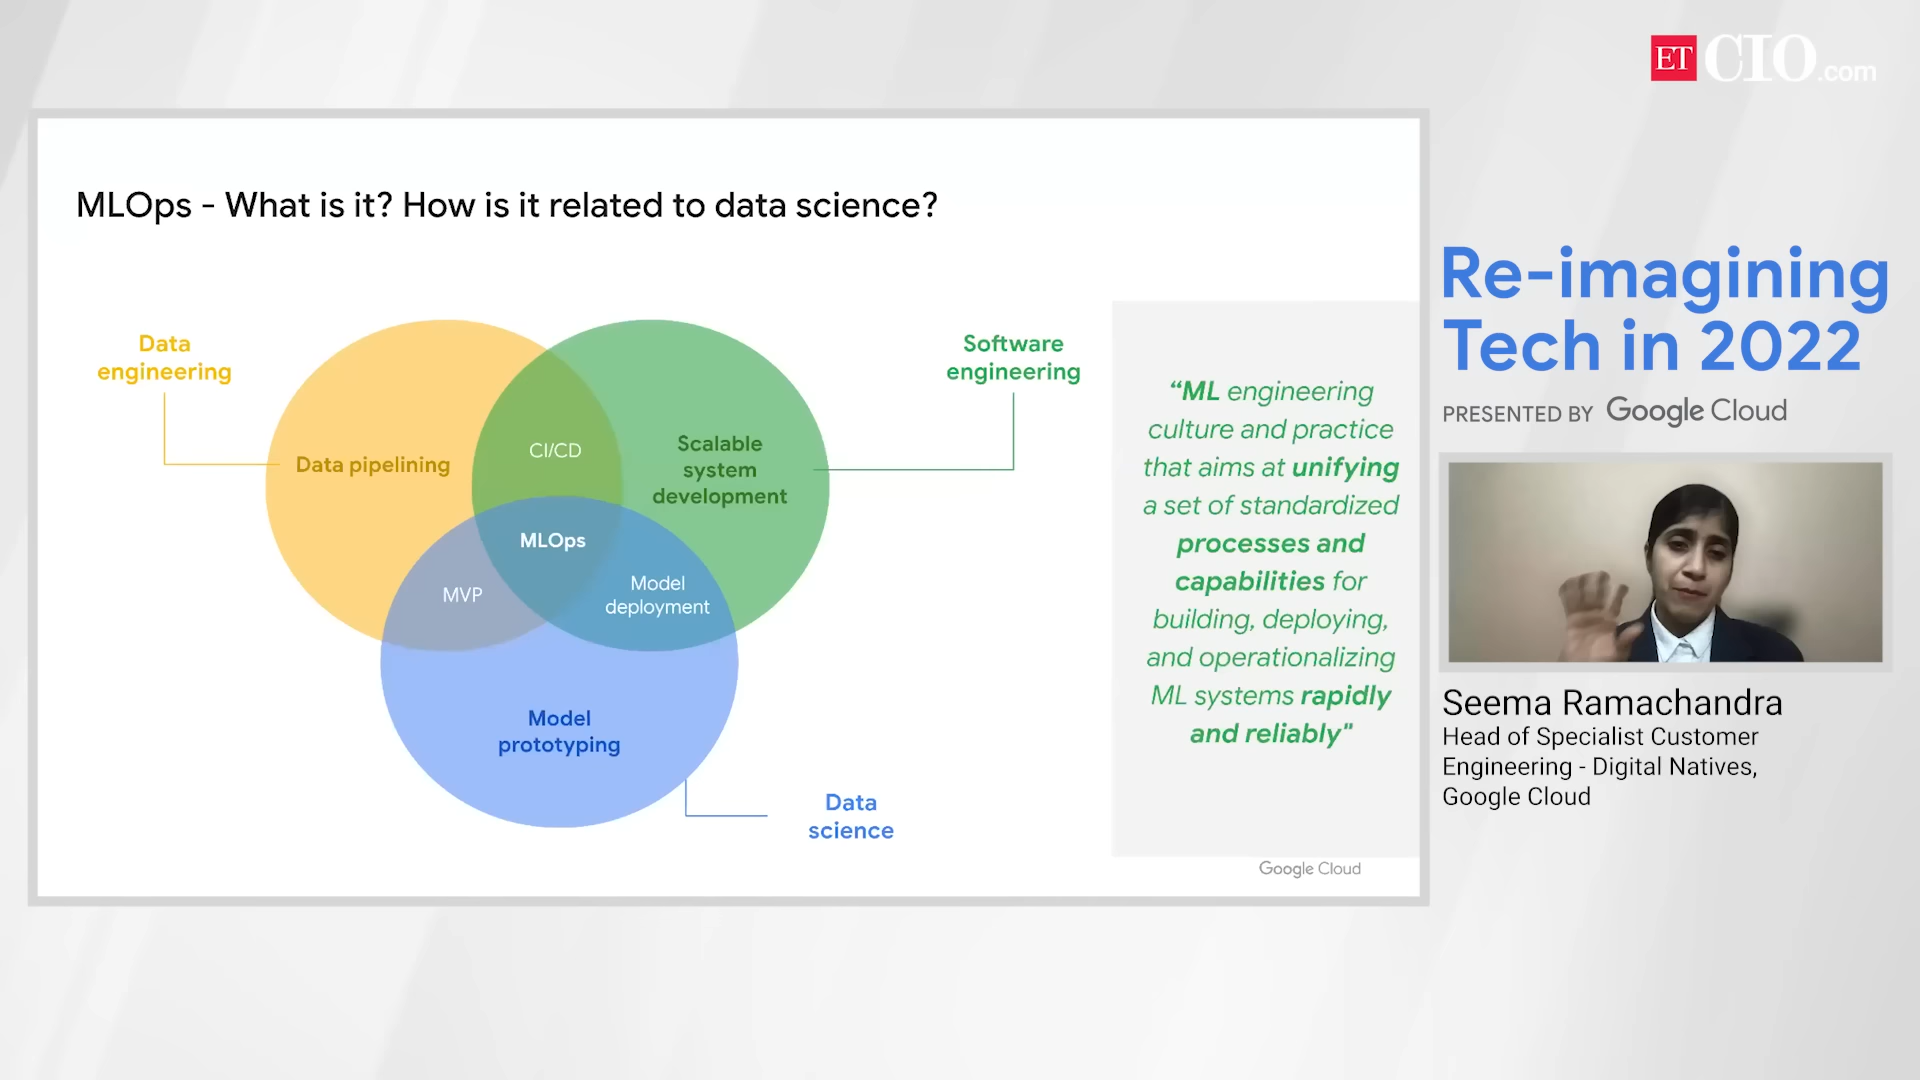 ET CIO.com
MLOps - What is it? How is it related to data science?
Data
engineering
Software
engineering
Data pipelining
CI/CD
Scalable
system
development
MLOps
MVP
Model
deployment
Model
prototyping
Data
science
“ML engineering
culture and practice
that aims at unifying
a set of standardized
processes and
capabilities for
building, deploying,
and operationalizing
ML systems rapidly
and reliably"
Google Cloud
Re-imagining
Tech in 2022
PRESENTED BY Google Cloud
Seema Ramachandra
Head of Specialist Customer
Engineering - Digital Natives,
Google Cloud